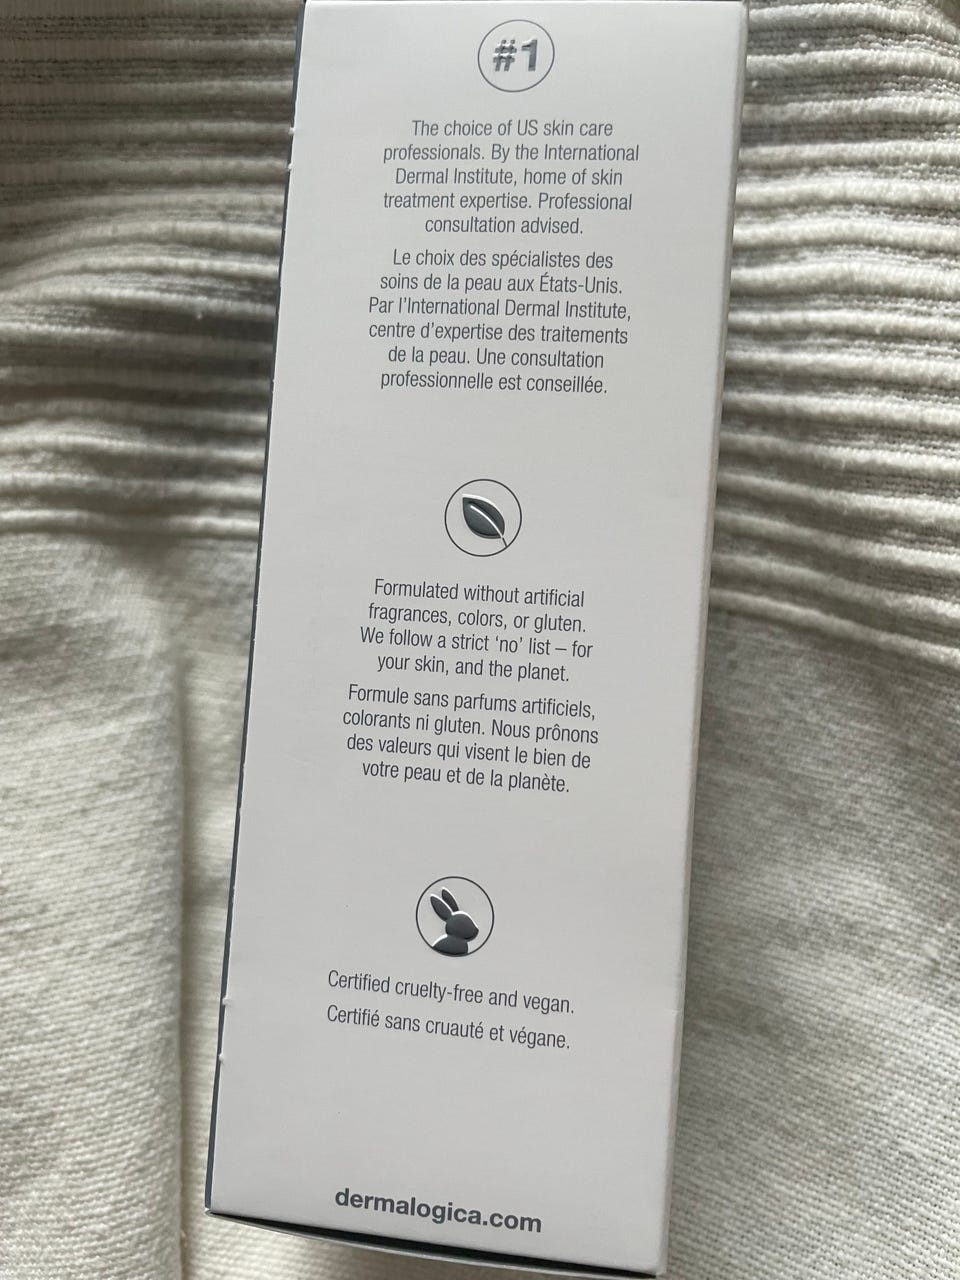 #1
The choice of US skin care
professionals. By the International
Dermal Institute, home of skin
treatment expertise. Professional
consultation advised.
Le choix des spécialistes des
soins de la peau aux États-Unis.
Par l'International Dermal Institute,
centre d'expertise des traitements
de la peau. Une consultation
professionnelle est conseillée.
Formulated without artificial
fragrances, colors, or gluten.
We follow a strict ‘no’ list – for
your skin, and the planet.
Formule sans parfums artificiels,
colorants ni gluten. Nous prônons
des valeurs qui visent le bien de
votre peau et de la planète.
Certified cruelty-free and vegan.
Certifié sans cruauté et végane.
dermalogica.com